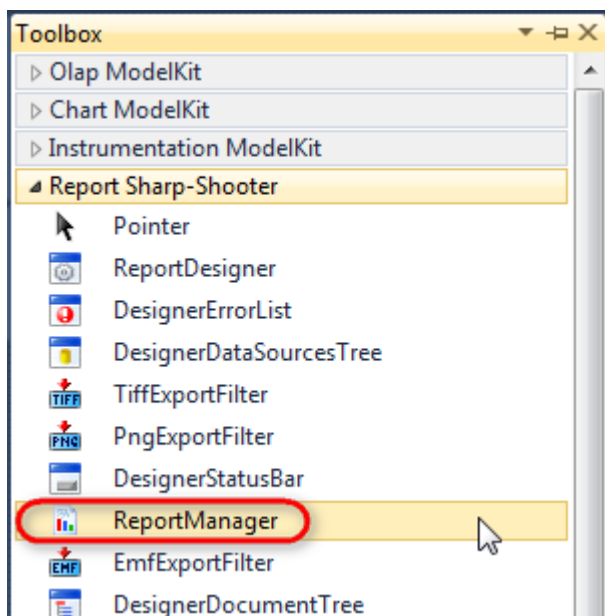 Toolbox
Olap ModelKit
Chart ModelKit
Instrumentation ModelKit
Report Sharp-Shooter
Pointer
ReportDesigner
DesignerErrorList
DesignerDataSourcesTree
TIFF TiffExportFilter
PNG PngExportFilter
DesignerStatusBar
ReportManager
EMF EmfExportFilter
DesignerDocumentTree